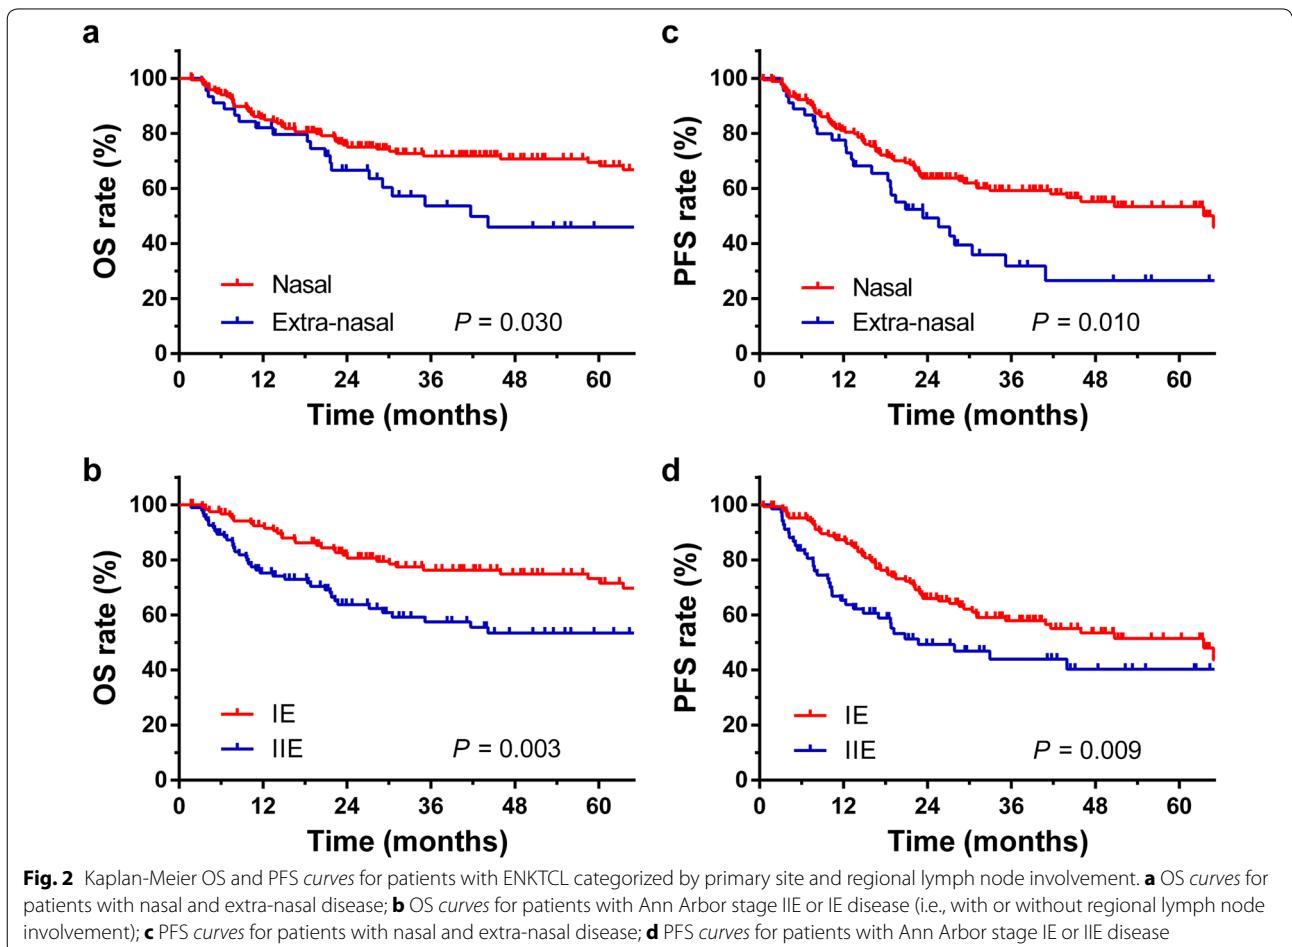 a
OS rate (%)
100
80
60
40
20
0
Nasal
Extra-nasal
P = 0.030
0 12 24 36 48 60
Time (months)
c
PFS rate (%)
100
80
60
40
20
0
Nasal
Extra-nasal
P = 0.010
0 12 24 36 48 60
Time (months)
b
OS rate (%)
100
80
60
40
20
0
IE
IIE
P = 0.003
0 12 24 36 48 60
Time (months)
d
PFS rate (%)
100
80
60
40
20
0
IE
IIE
P = 0.009
0 12 24 36 48 60
Time (months)
Fig. 2 Kaplan-Meier OS and PFS curves for patients with ENKTCL categorized by primary site and regional lymph node involvement. a OS curves for
patients with nasal and extra-nasal disease; b OS curves for patients with Ann Arbor stage IIE or IE disease (i.e., with or without regional lymph node
involvement); c PFS curves for patients with nasal and extra-nasal disease; d PFS curves for patients with Ann Arbor stage IE or IIE disease